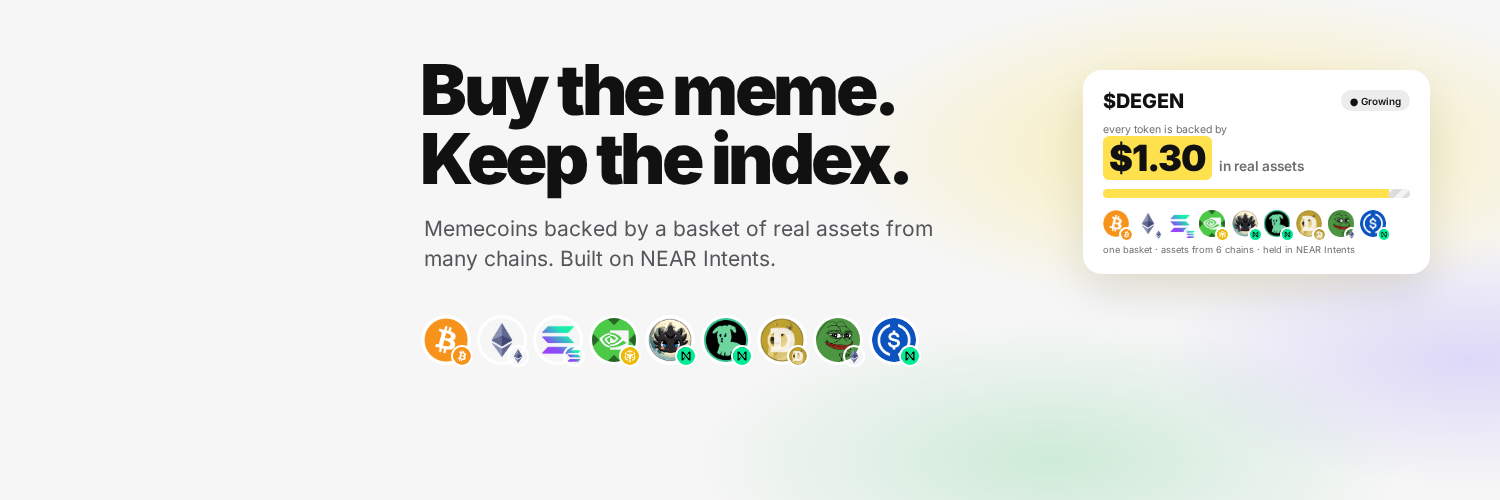 Buy the meme.
Keep the index.
Memecoins backed by a basket of real assets from
many chains. Built on NEAR Intents.
$DEGEN
Growing
every token is backed by
$1.30 in real assets
one basket · assets from 6 chains · held in NEAR Intents